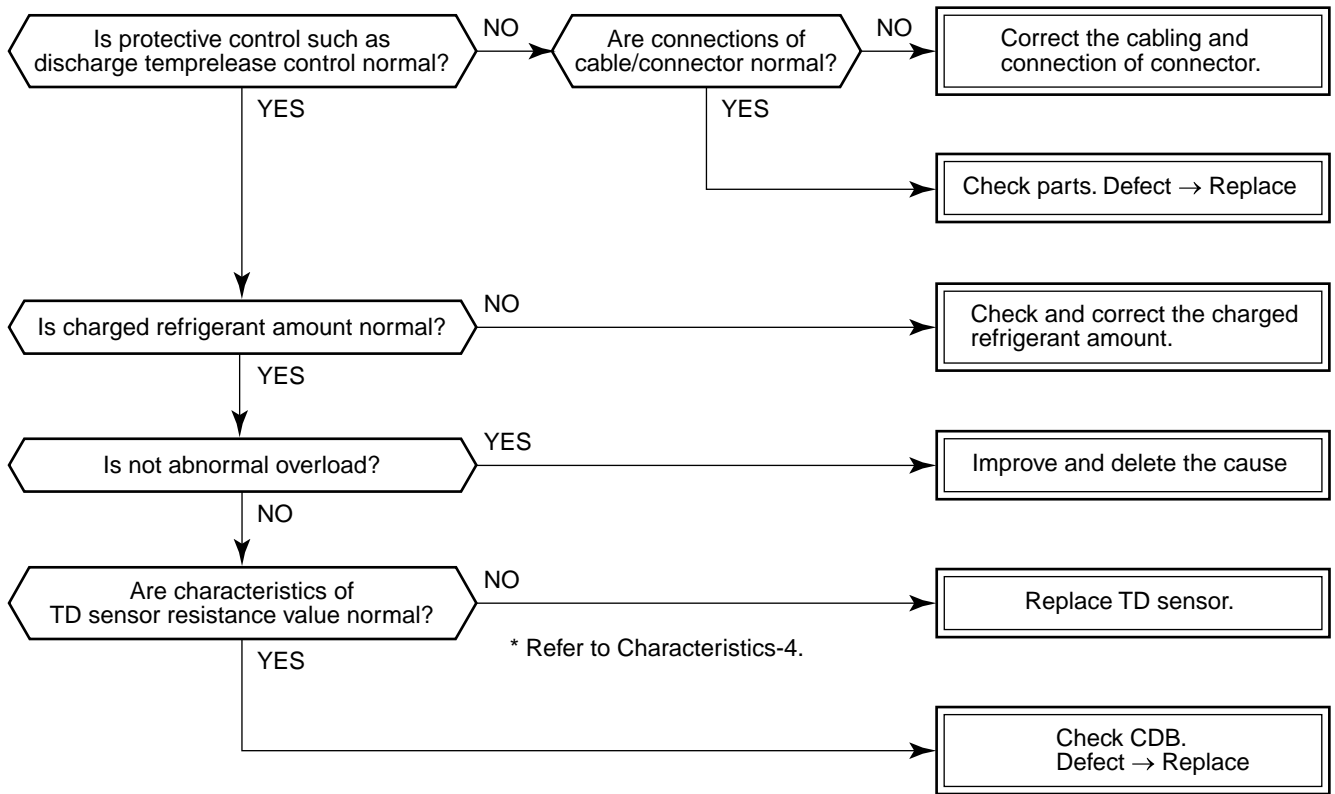 Is protective control such as
discharge temprelease control normal?
NO
Are connections of
cable/connector normal?
NO
Correct the cabling and
connection of connector.
YES
YES
Check parts. Defect → Replace
Is charged refrigerant amount normal?
NO
Check and correct the charged
refrigerant amount.
YES
Is not abnormal overload?
YES
Improve and delete the cause
NO
Are characteristics of
TD sensor resistance value normal?
NO
Replace TD sensor.
* Refer to Characteristics-4.
YES
Check CDB.
Defect → Replace